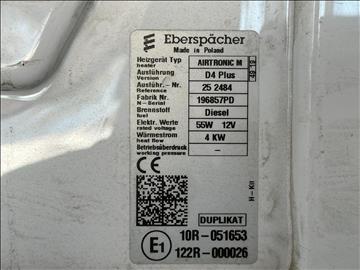 Eberspächer
Made in Poland
Heizgerät Typ AIRTRONIC M
heater
Ausführung D4 Plus
Version
Ausführ. - Nr 25 2484
Reference
Fabrik Nr 196857PD
N-Serial
Brennstoff Diesel
fuel
Elektr. Werte 55W 12V
rated voltage
Wärmestrom 4 KW
heat flow
Betriebsüberdruck –
working pressure
CE
H-Kit
DUPLIKAT
E1
10R-051653
122R-000026